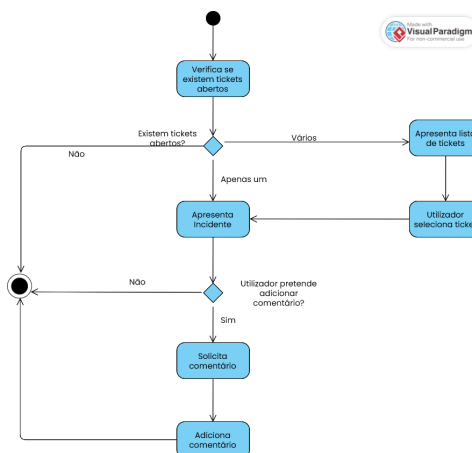 Made with
Visual Paradigm
For non-commercial use
Verifica se
existem tickets
abertos
Existem tickets
abertos?
Vários
Apresenta lista
de tickets
Não
Apenas um
Apresenta
Incidente
Utilizador
seleciona ticket
Não
Utilizador pretende
adicionar
comentário?
Sim
Solicita
comentário
Adiciona
comentário